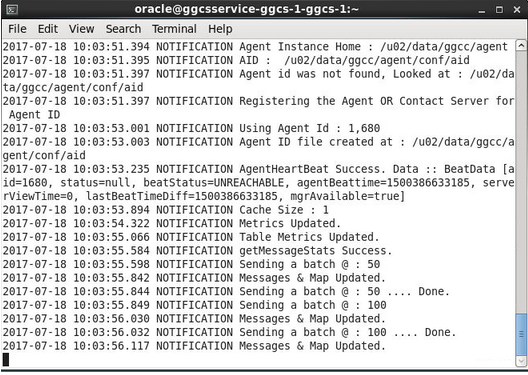 oracle@ggcsservice-ggcs-1-ggcs-1:~
File Edit View Search Terminal Help
2017-07-18 10:03:51.394 NOTIFICATION Agent Instance Home : /u02/data/ggcc/agent
2017-07-18 10:03:51.395 NOTIFICATION AID :  /u02/data/ggcc/agent/conf/aid
2017-07-18 10:03:51.397 NOTIFICATION Agent id was not found, Looked at : /u02/da
ta/ggcc/agent/conf/aid
2017-07-18 10:03:51.397 NOTIFICATION Registering the Agent OR Contact Server for
 Agent ID
2017-07-18 10:03:53.001 NOTIFICATION Using Agent Id : 1,680
2017-07-18 10:03:53.003 NOTIFICATION Agent ID file created at : /u02/data/ggcc/a
gent/conf/aid
2017-07-18 10:03:53.235 NOTIFICATION AgentHeartBeat Success. Data :: BeatData [a
id=1680, status=null, beatStatus=UNREACHABLE, agentBeattime=1500386633185, serve
rViewTime=0, lastBeatTimeDiff=1500386633185, mgrAvailable=true]
2017-07-18 10:03:53.894 NOTIFICATION Cache Size : 1
2017-07-18 10:03:54.322 NOTIFICATION Metrics Updated.
2017-07-18 10:03:55.066 NOTIFICATION Table Metrics Updated.
2017-07-18 10:03:55.584 NOTIFICATION getMessageStats Success.
2017-07-18 10:03:55.598 NOTIFICATION Sending a batch @ : 50
2017-07-18 10:03:55.842 NOTIFICATION Messages & Map Updated.
2017-07-18 10:03:55.844 NOTIFICATION Sending a batch @ : 50 .... Done.
2017-07-18 10:03:55.849 NOTIFICATION Sending a batch @ : 100
2017-07-18 10:03:56.030 NOTIFICATION Messages & Map Updated.
2017-07-18 10:03:56.032 NOTIFICATION Sending a batch @ : 100 .... Done.
2017-07-18 10:03:56.117 NOTIFICATION Messages & Map Updated.